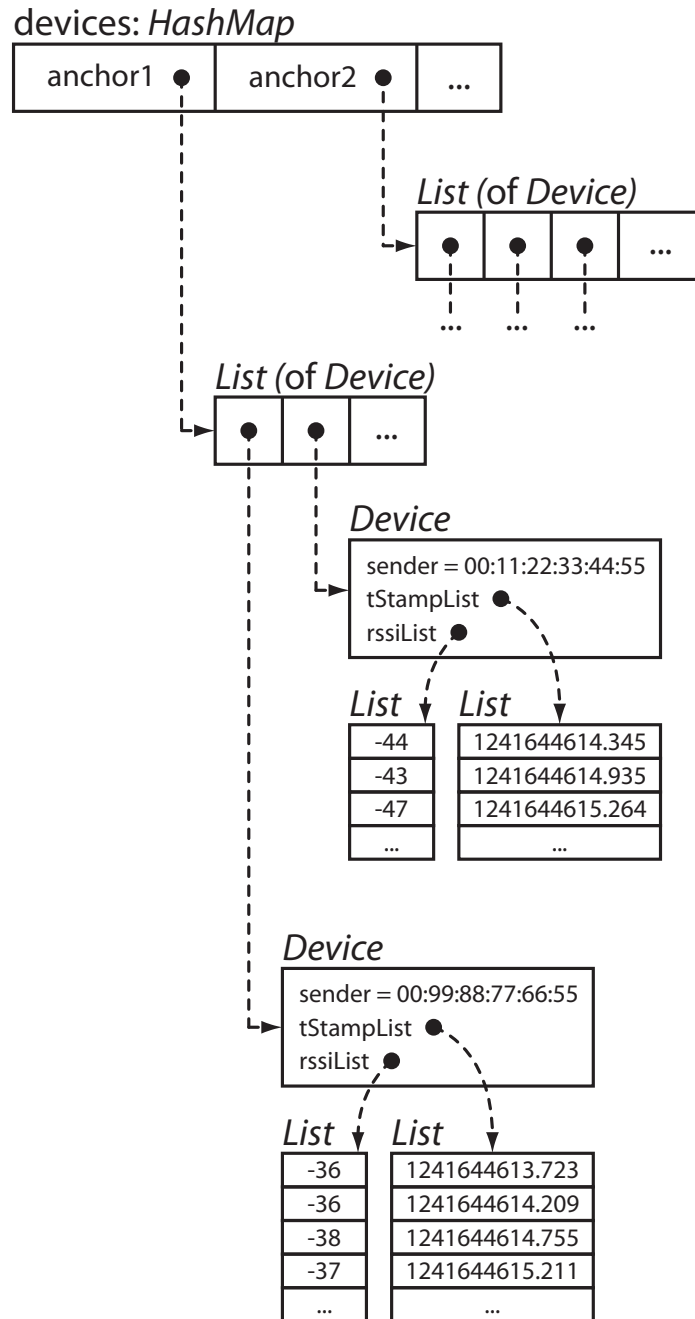 devices: HashMap
anchor1 anchor2 ...
List (of Device)
...
... ... ...
List (of Device)
...
Device
sender = 00:11:22:33:44:55
tStampList
rssiList
List List
-44 1241644614.345
-43 1241644614.935
-47 1241644615.264
... ...
Device
sender = 00:99:88:77:66:55
tStampList
rssiList
List List
-36 1241644613.723
-36 1241644614.209
-38 1241644614.755
-37 1241644615.211
... ...